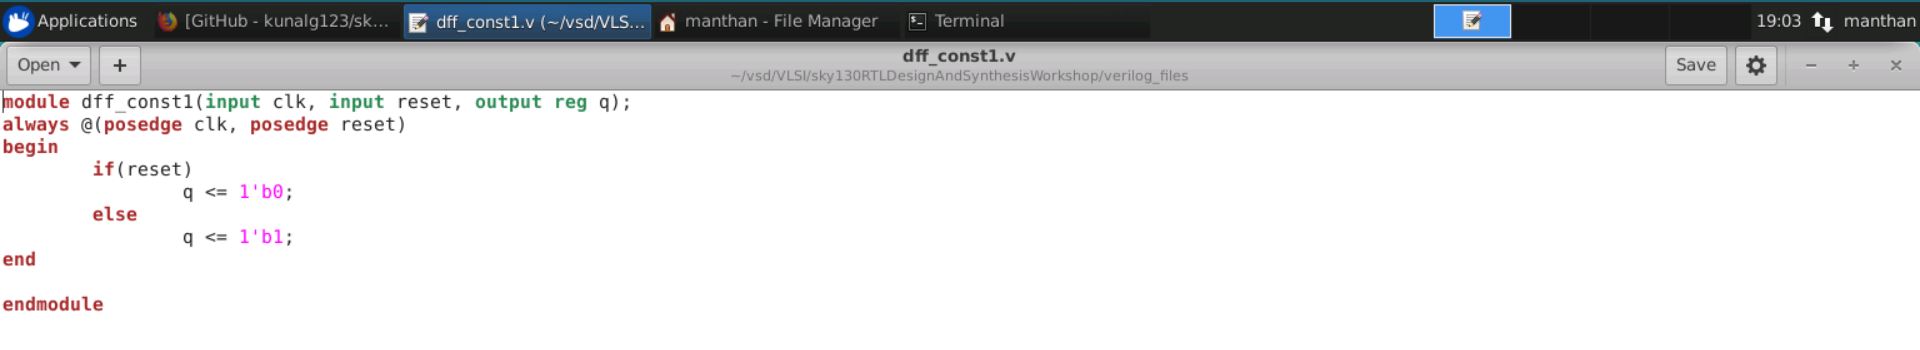 Applications [GitHub - kunalg123/sk... dff_const1.v (~/vsd/VLS... manthan - File Manager Terminal 19:03 manthan
Open + dff_const1.v Save
~/vsd/VLSI/sky130RTLDesignAndSynthesisWorkshop/verilog_files
module dff_const1(input clk, input reset, output reg q);
always @(posedge clk, posedge reset)
begin
if(reset)
q <= 1'b0;
else
q <= 1'b1;
end
endmodule